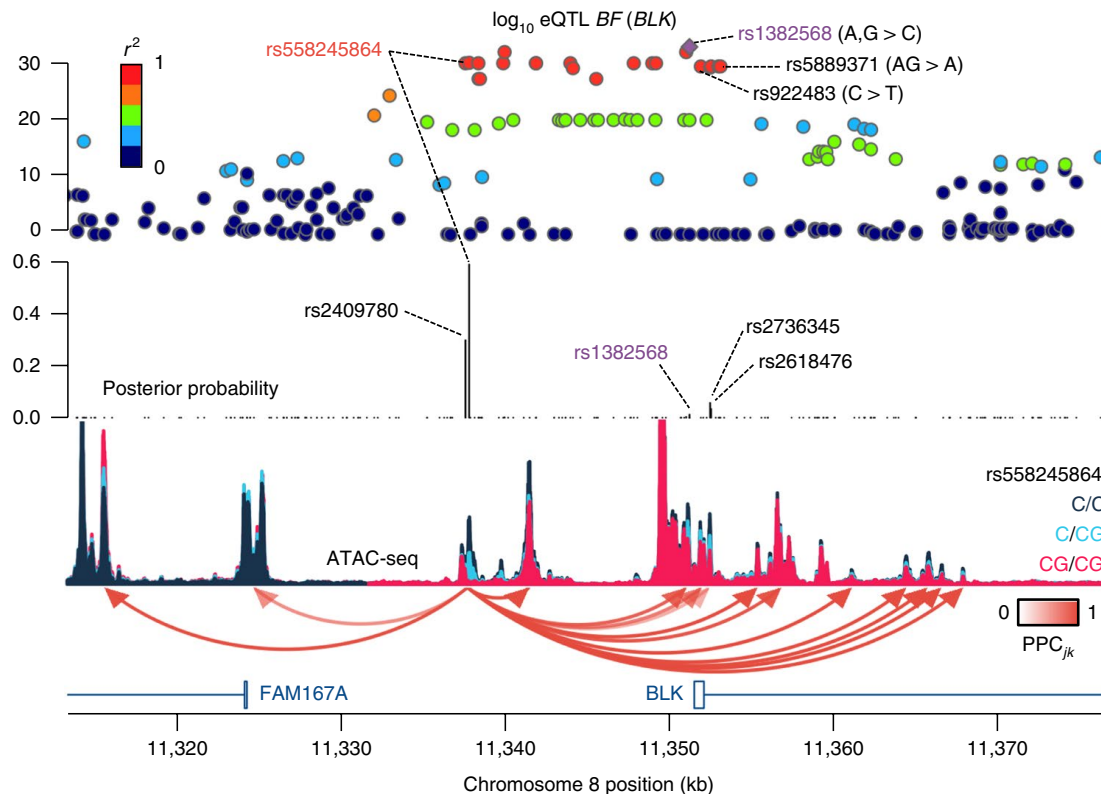 log10 eQTL BF (BLK)
rs558245864
rs1382568 (A,G > C)
rs5889371 (AG > A)
rs922483 (C > T)
r2
1
0
30
20
10
0
0.6
0.4
0.2
0.0
rs2409780
rs1382568
rs2736345
rs2618476
Posterior probability
rs558245864
C/C
C/CG
CG/CG
ATAC-seq
0
1
PPCjk
FAM167A
BLK
11,320
11,330
11,340
11,350
11,360
11,370
Chromosome 8 position (kb)